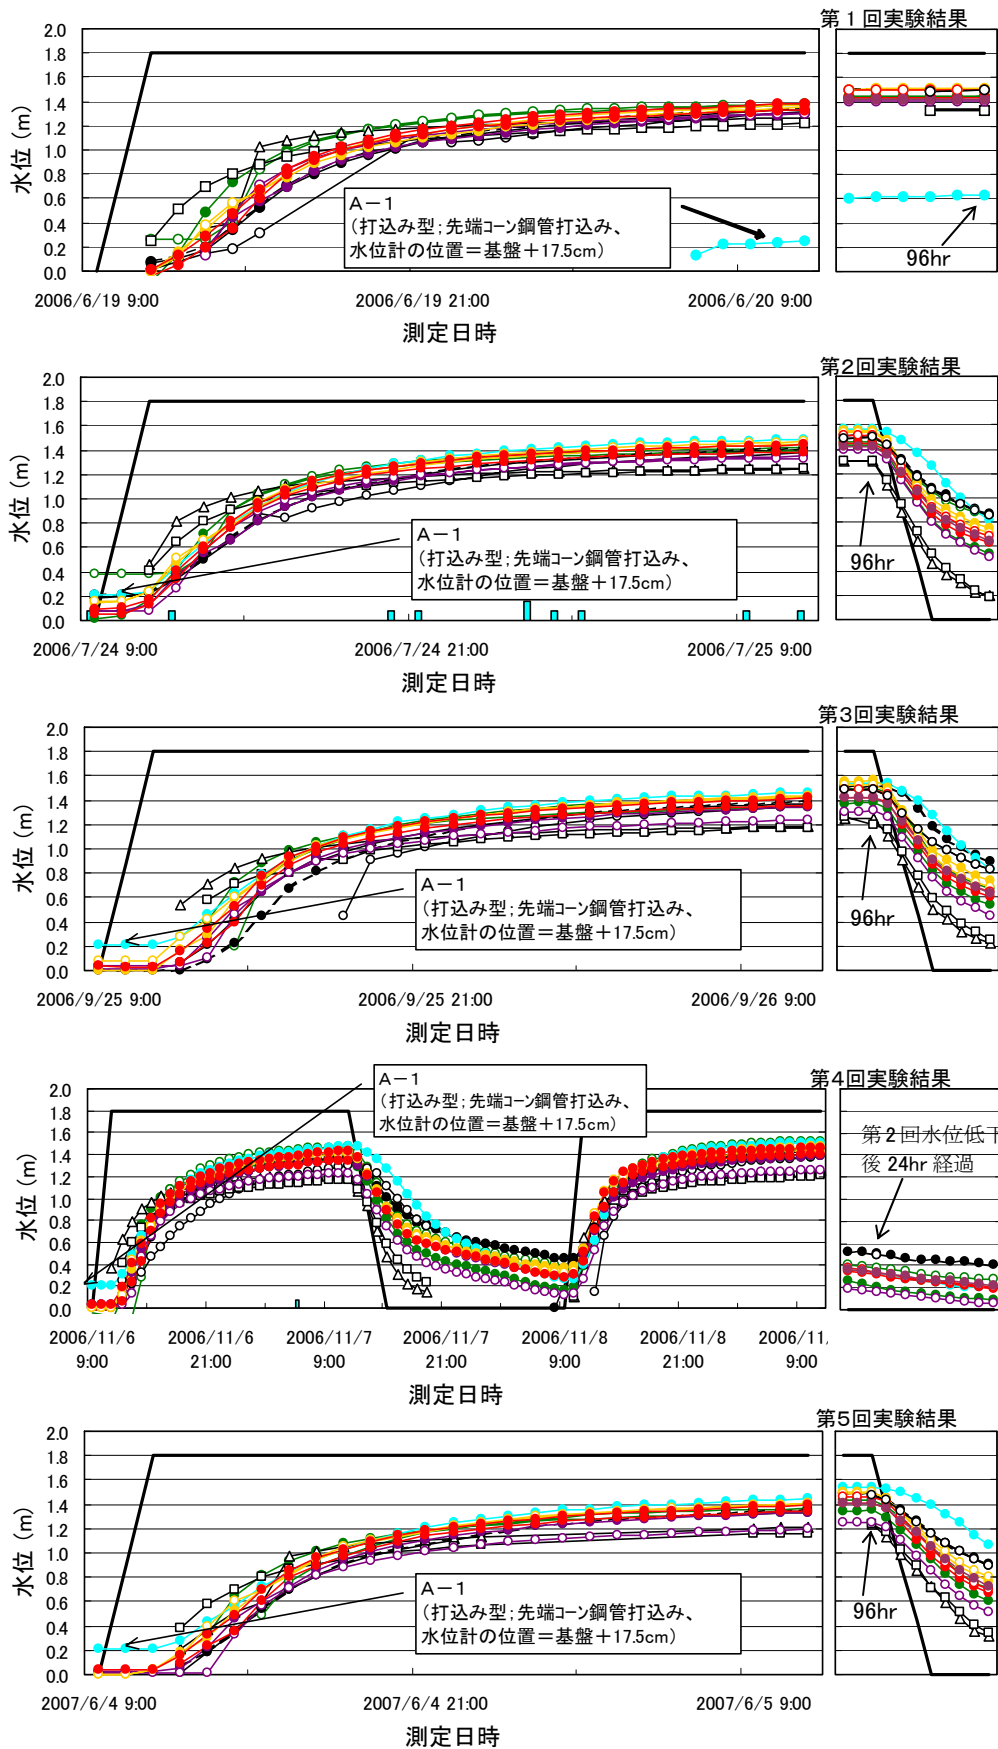 第１回実験結果
2.0
1.8
1.6
1.4
1.2
1.0
0.8
0.6
0.4
0.2
0.0
水位 (m)
A－1
(打込み型；先端コーン鋼管打込み、
水位計の位置＝基盤＋17.5cm)
96hr
2006/6/19 9:00
2006/6/19 21:00
2006/6/20 9:00
測定日時
第２回実験結果
2.0
1.8
1.6
1.4
1.2
1.0
0.8
0.6
0.4
0.2
0.0
水位 (m)
A－1
(打込み型；先端コーン鋼管打込み、
水位計の位置＝基盤＋17.5cm)
96hr
2006/7/24 9:00
2006/7/24 21:00
2006/7/25 9:00
測定日時
第３回実験結果
2.0
1.8
1.6
1.4
1.2
1.0
0.8
0.6
0.4
0.2
0.0
水位 (m)
A－1
(打込み型；先端コーン鋼管打込み、
水位計の位置＝基盤＋17.5cm)
96hr
2006/9/25 9:00
2006/9/25 21:00
2006/9/26 9:00
測定日時
第４回実験結果
2.0
1.8
1.6
1.4
1.2
1.0
0.8
0.6
0.4
0.2
0.0
水位 (m)
A－1
(打込み型；先端コーン鋼管打込み、
水位計の位置＝基盤＋17.5cm)
第 2 回水位低下
後 24hr 経過
2006/11/6 2006/11/6 2006/11/7 2006/11/7 2006/11/8 2006/11/8 2006/11/
9:00 21:00 9:00 21:00 9:00 21:00 9:00
測定日時
第５回実験結果
2.0
1.8
1.6
1.4
1.2
1.0
0.8
0.6
0.4
0.2
0.0
水位 (m)
A－1
(打込み型；先端コーン鋼管打込み、
水位計の位置＝基盤＋17.5cm)
96hr
2007/6/4 9:00
2007/6/4 21:00
2007/6/5 9:00
測定日時